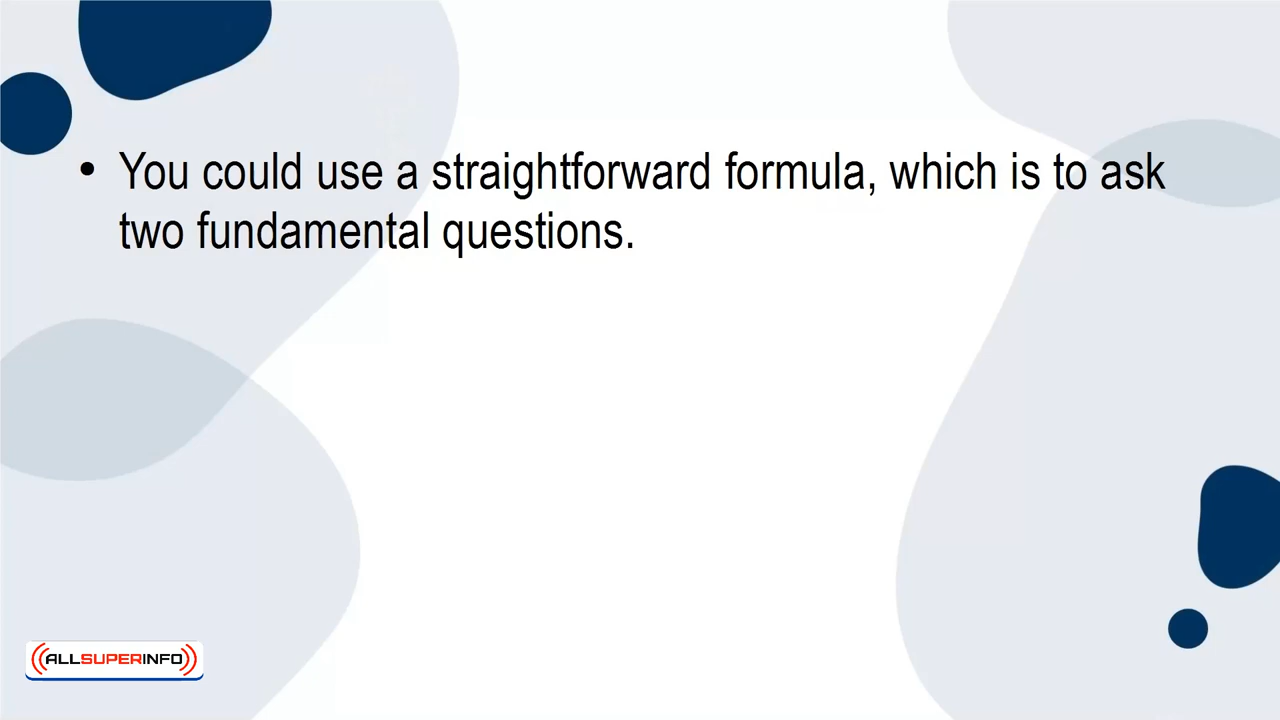 • You could use a straightforward formula, which is to ask
two fundamental questions.
ALLSUPERINFO